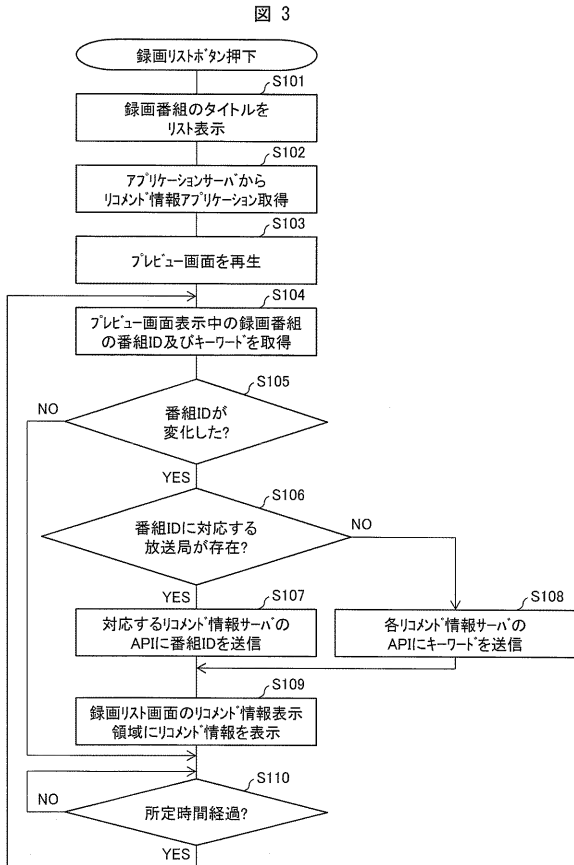 図 3
録画リストボタン押下
S101
録画番組のタイトルを
リスト表示
S102
アプリケーションサーバから
リコメンド情報アプリケーション取得
S103
プレビュー画面を再生
S104
プレビュー画面表示中の録画番組
の番組ID及びキーワードを取得
S105
番組IDが
変化した?
NO
YES
S106
番組IDに対応する
放送局が存在?
NO
YES
S107
対応するリコメンド情報サーバの
APIに番組IDを送信
S108
各リコメンド情報サーバの
APIにキーワードを送信
S109
録画リスト画面のリコメンド情報表示
領域にリコメンド情報を表示
S110
所定時間経過?
NO
YES